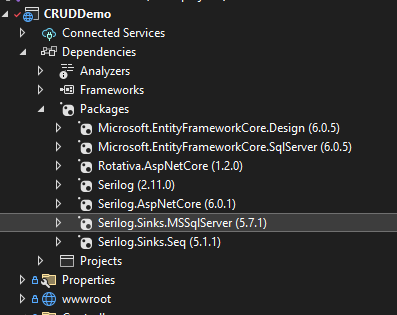 CRUDDemo
Connected Services
Dependencies
Analyzers
Frameworks
Packages
Microsoft.EntityFrameworkCore.Design (6.0.5)
Microsoft.EntityFrameworkCore.SqlServer (6.0.5)
Rotativa.AspNetCore (1.2.0)
Serilog (2.11.0)
Serilog.AspNetCore (6.0.1)
Serilog.Sinks.MSSqlServer (5.7.1)
Serilog.Sinks.Seq (5.1.1)
Projects
Properties
wwwroot